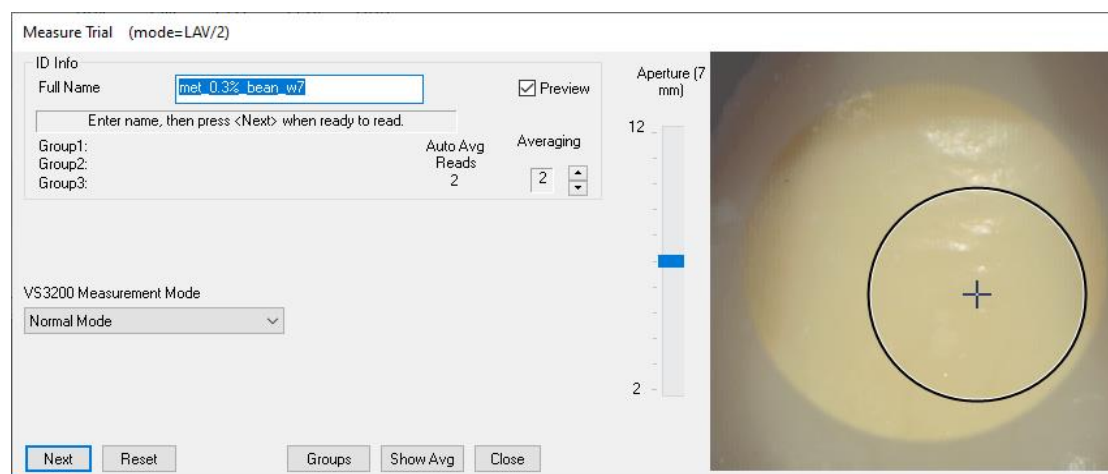 Measure Trial (mode=LAV/2)
ID Info
Full Name
met_0.3%_bean_w7
Preview
Enter name, then press <Next> when ready to read.
Group1:
Group2:
Group3:
Auto Avg
Reads
2
Averaging
2
Aperture (7
mm)
12
2
VS3200 Measurement Mode
Normal Mode
Next
Reset
Groups
Show Avg
Close